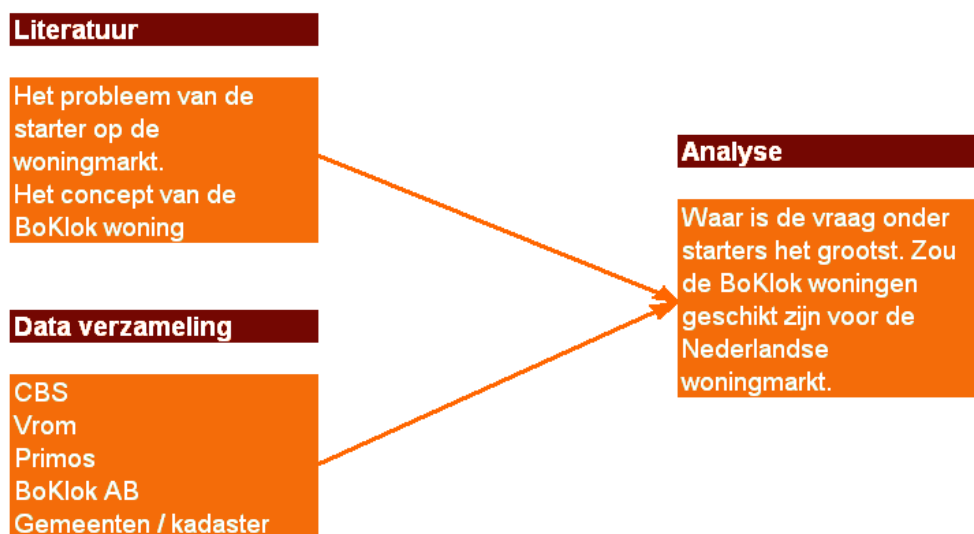 Literatuur
Het probleem van de
starter op de
woningmarkt.
Het concept van de
BoKlok woning
Data verzameling
CBS
Vrom
Primos
BoKlok AB
Gemeenten / kadaster
Analyse
Waar is de vraag onder
starters het grootst. Zou
de BoKlok woningen
geschikt zijn voor de
Nederlandse
woningmarkt.